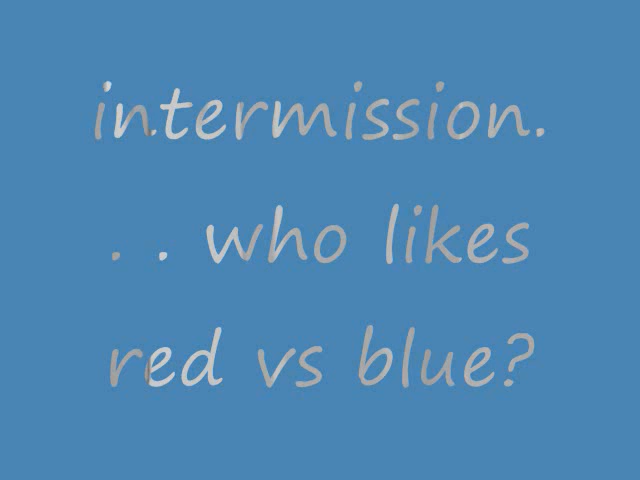 intermission.
. . who likes
red vs blue?